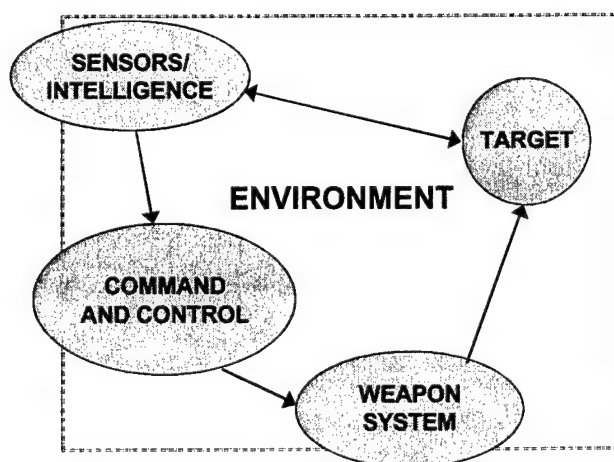 SENSORS/
INTELLIGENCE
TARGET
ENVIRONMENT
COMMAND
AND CONTROL
WEAPON
SYSTEM